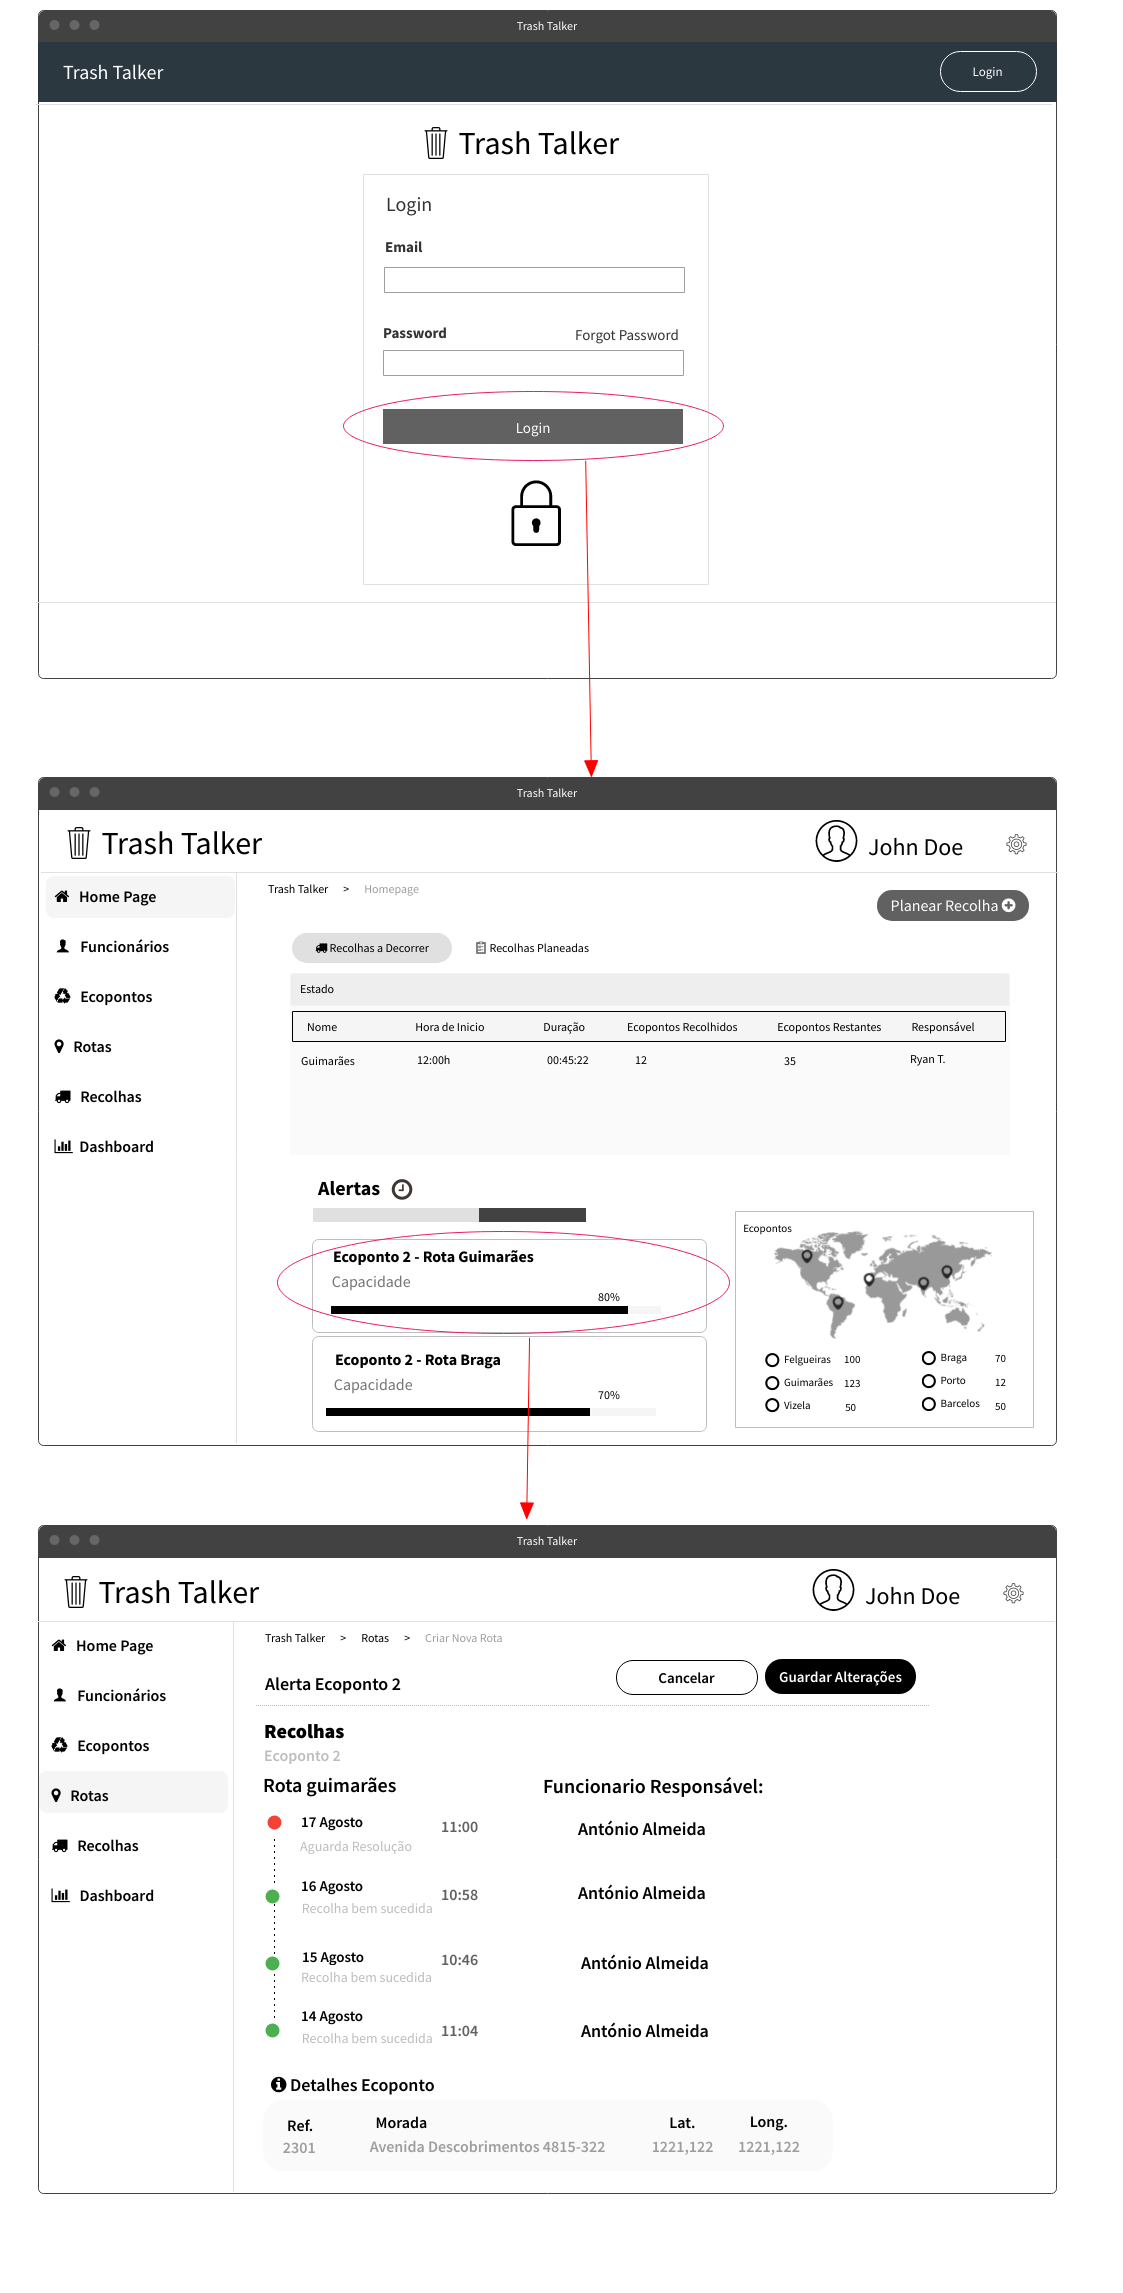 Trash Talker
Trash Talker
Login
Trash Talker
Login
Email
Password
Forgot Password
Login
Trash Talker
Trash Talker
John Doe
Home Page
Funcionários
Ecopontos
Rotas
Recolhas
Dashboard
Trash Talker > Homepage
Planear Recolha
Recolhas a Decorrer
Recolhas Planeadas
Estado
Nome Hora de Inicio Duração Ecopontos Recolhidos Ecopontos Restantes Responsável
Guimarães 12:00h 00:45:22 12 35 Ryan T.
Alertas
Ecoponto 2 - Rota Guimarães
Capacidade
80%
Ecoponto 2 - Rota Braga
Capacidade
70%
Ecopontos
Felgueiras 100
Guimarães 123
Vizela 50
Braga 70
Porto 12
Barcelos 50
Trash Talker
Trash Talker
John Doe
Home Page
Funcionários
Ecopontos
Rotas
Recolhas
Dashboard
Trash Talker > Rotas > Criar Nova Rota
Alerta Ecoponto 2
Cancelar
Guardar Alterações
Recolhas
Ecoponto 2
Rota guimarães
Funcionario Responsável:
17 Agosto 11:00 António Almeida
Aguarda Resolução
16 Agosto 10:58 António Almeida
Recolha bem sucedida
15 Agosto 10:46 António Almeida
Recolha bem sucedida
14 Agosto 11:04 António Almeida
Recolha bem sucedida
Detalhes Ecoponto
Ref. Morada Lat. Long.
2301 Avenida Descobrimentos 4815-322 1221,122 1221,122